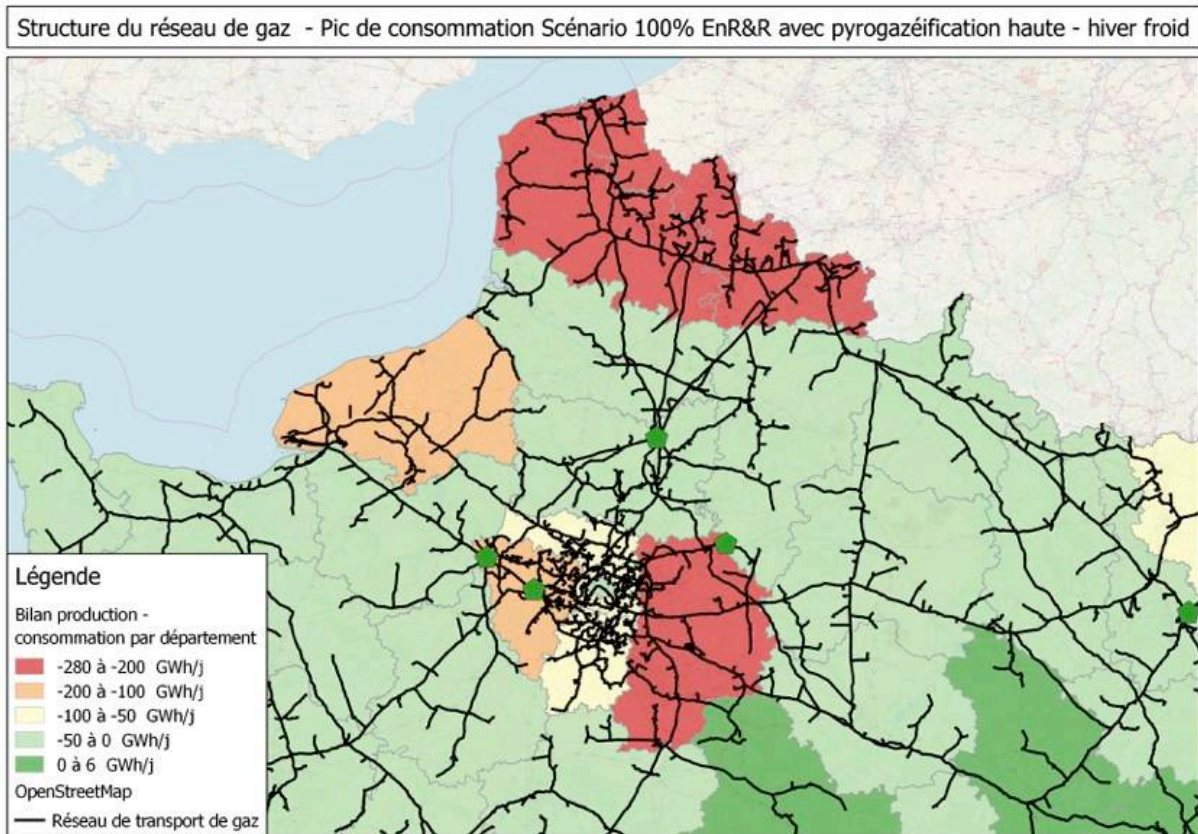 Structure du réseau de gaz - Pic de consommation Scénario 100% EnR&R avec pyrogazéification haute - hiver froid
Légende
Bilan production -
consommation par département
-280 à -200 GWh/j
-200 à -100 GWh/j
-100 à -50 GWh/j
-50 à 0 GWh/j
0 à 6 GWh/j
OpenStreetMap
Réseau de transport de gaz